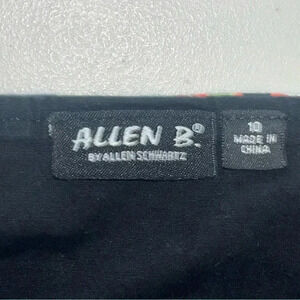 ALLEN B.®
BY ALLEN SCHWARTZ
10
MADE IN
CHINA